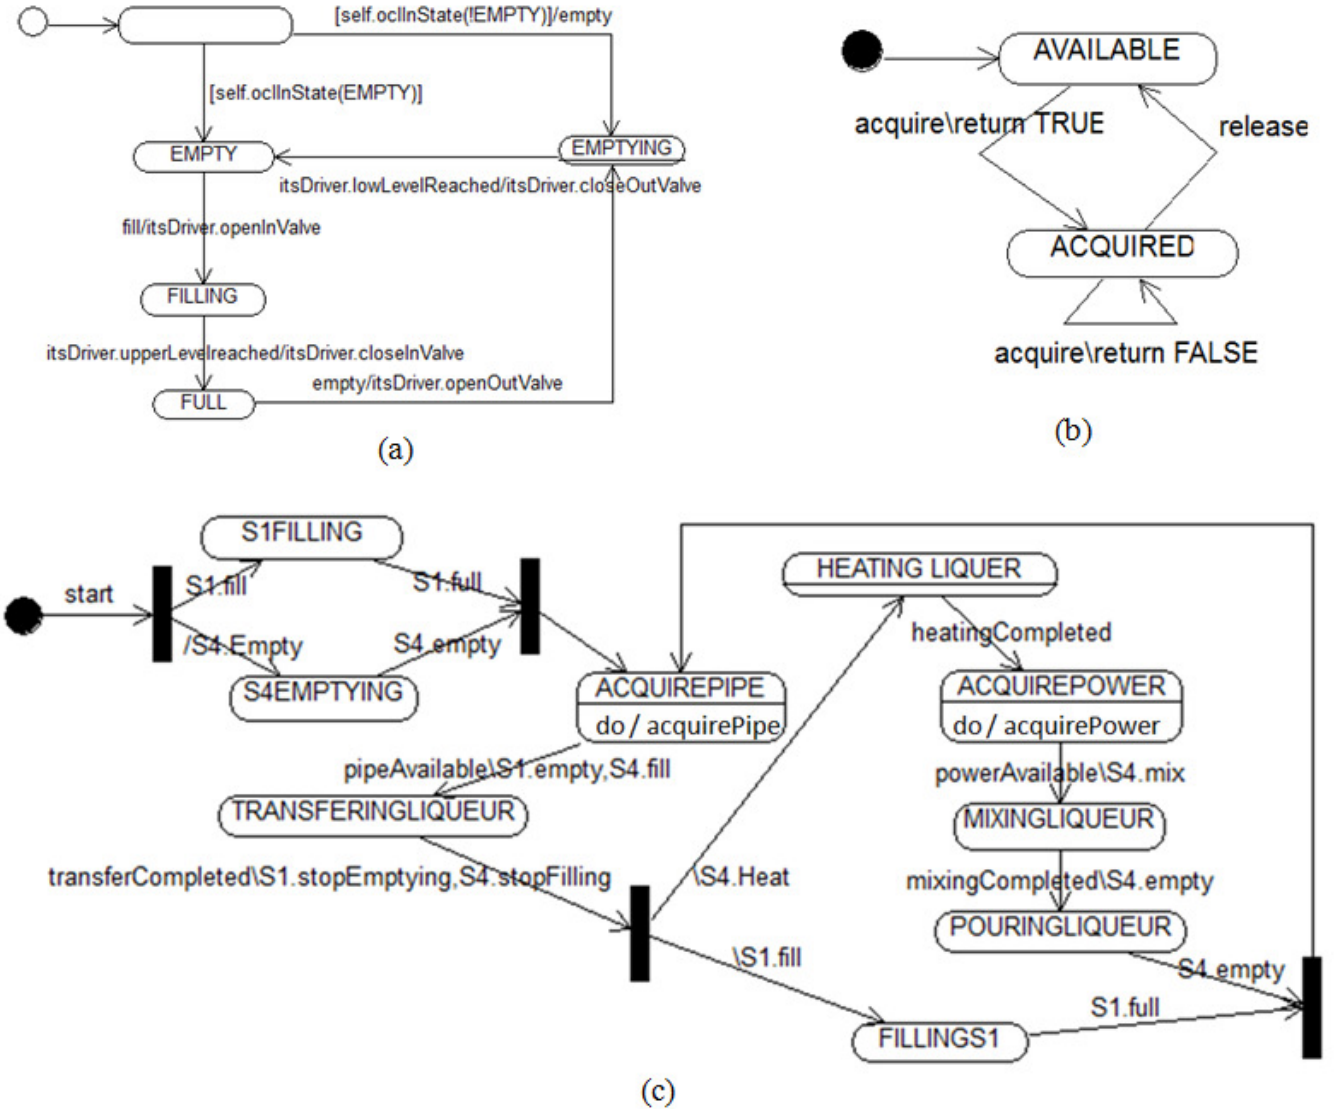 [self.oclInState(!EMPTY)]/empty
[self.oclInState(EMPTY)]
EMPTY
EMPTYING
itsDriver.lowLevelReached/itsDriver.closeOutValve
fill/itsDriver.openInValve
FILLING
itsDriver.upperLevelreached/itsDriver.closeInValve
empty/itsDriver.openOutValve
FULL
(a)
AVAILABLE
acquire\return TRUE
release
ACQUIRED
acquire\return FALSE
(b)
start
S1FILLING
S1.fill
S1.full
/S4.Empty
S4.empty
S4EMPTYING
ACQUIREPIPE
do / acquirePipe
pipeAvailable\S1.empty,S4.fill
TRANSFERINGLIQUEUR
transferCompleted\S1.stopEmptying,S4.stopFilling
HEATING LIQUER
heatingCompleted
ACQUIREPOWER
do / acquirePower
powerAvailable\S4.mix
MIXINGLIQUEUR
\S4.Heat
mixingCompleted\S4.empty
POURINGLIQUEUR
\S1.fill
S4.empty
S1.full
FILLINGS1
(c)